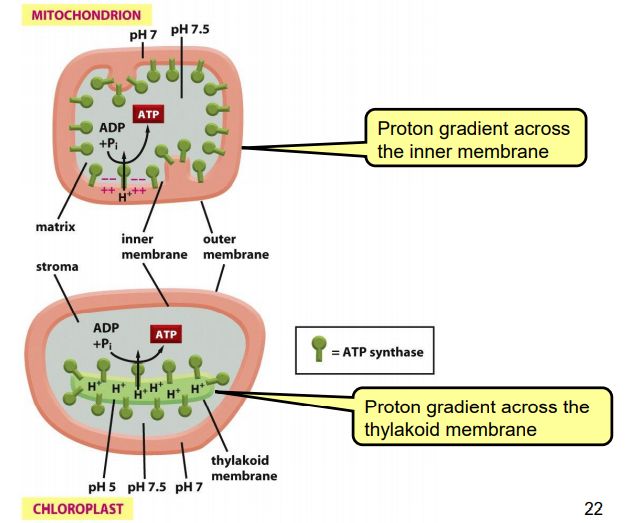 MITOCHONDRION
pH 7
pH 7.5
ATP
ADP
+Pi
−− −−
++ ++
H+
Proton gradient across
the inner membrane
matrix
inner
membrane
outer
membrane
stroma
ADP
+Pi
ATP
= ATP synthase
H+ H+ H+ H+ H+ H+
Proton gradient across the
thylakoid membrane
thylakoid
membrane
pH 5 pH 7.5 pH 7
CHLOROPLAST
22